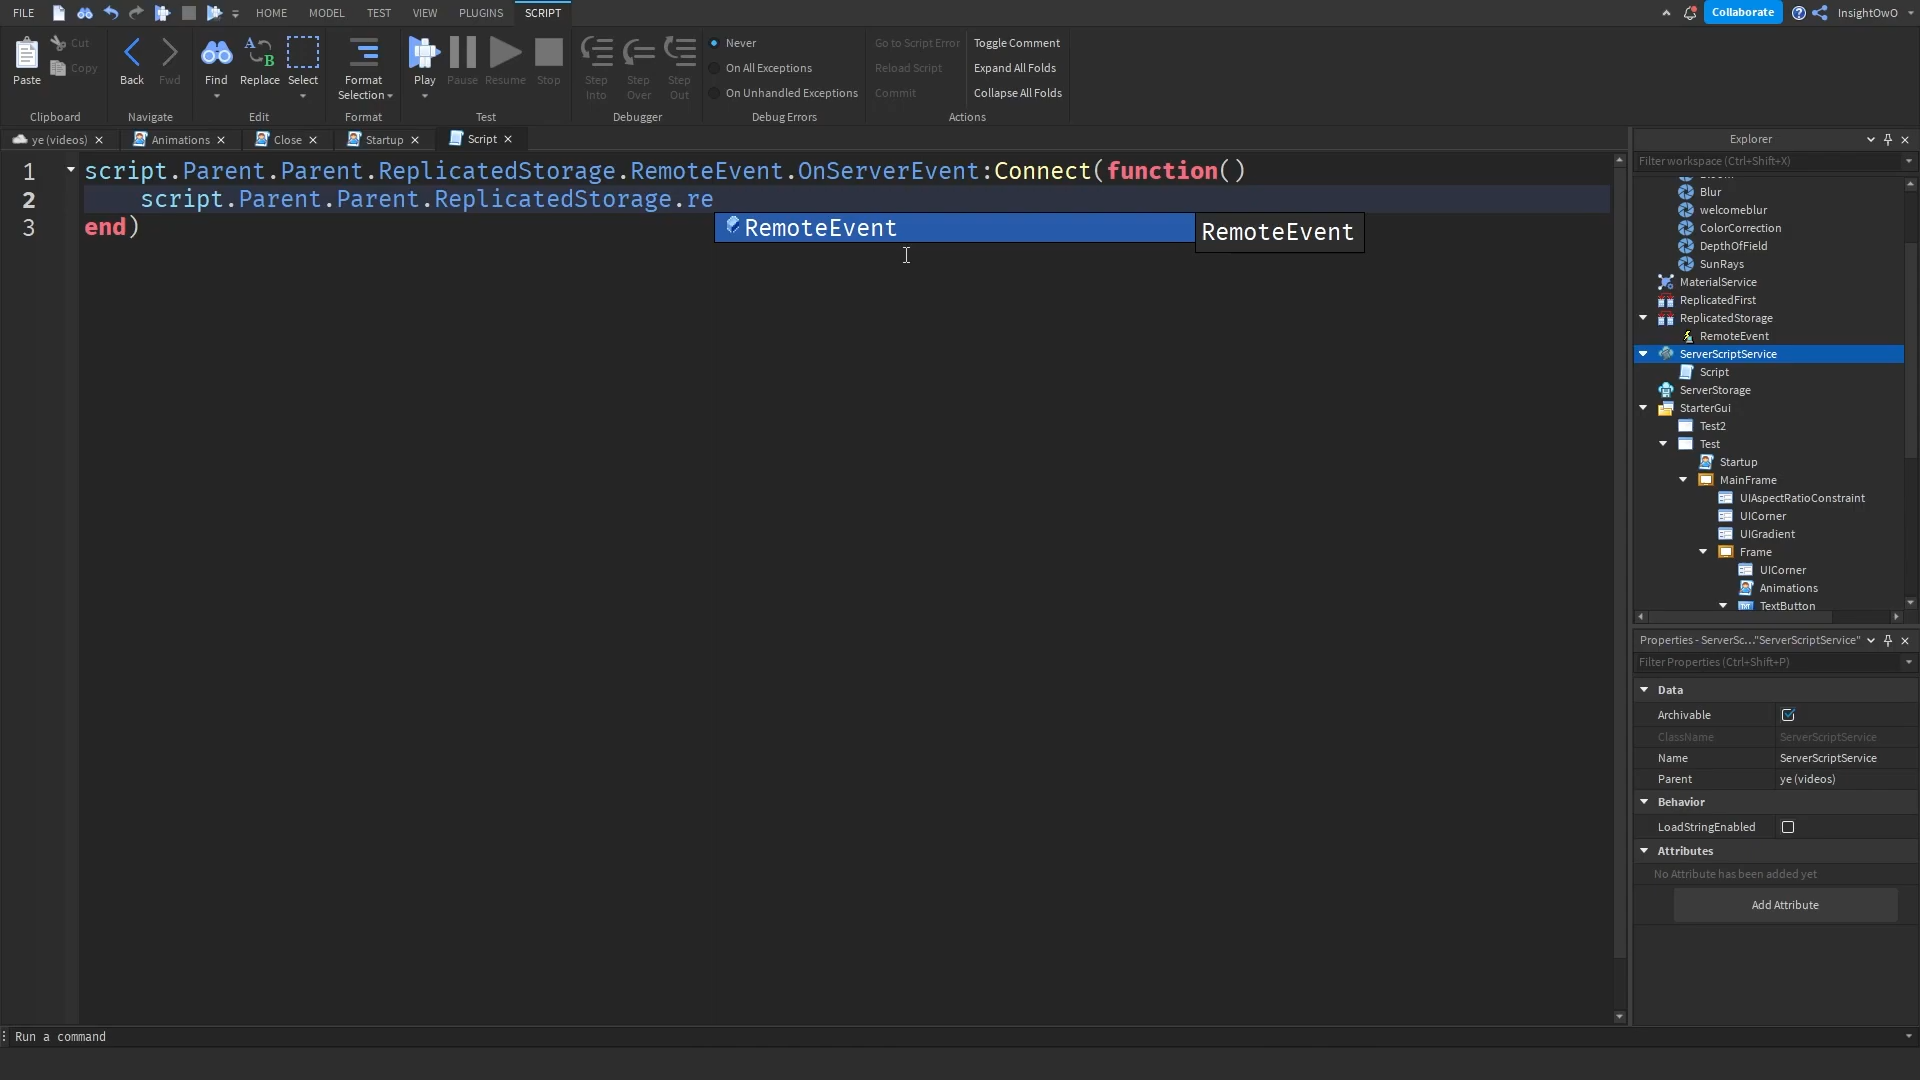 FILE HOME MODEL TEST VIEW PLUGINS SCRIPT Collaborate InsightOwO
Paste Cut Copy Back Fwd Find Replace Select Format Selection Play Pause Resume Stop Step Into Step Over Step Out
Never
On All Exceptions
On Unhandled Exceptions
Go to Script Error
Reload Script
Commit
Toggle Comment
Expand All Folds
Collapse All Folds
Clipboard Navigate Edit Format Test Debugger Debug Errors Actions
ye (videos) Animations Close Startup Script
1 script.Parent.Parent.ReplicatedStorage.RemoteEvent.OnServerEvent:Connect(function()
2 script.Parent.Parent.ReplicatedStorage.re
3 end)
RemoteEvent RemoteEvent
Explorer
Filter workspace (Ctrl+Shift+X)
Blur
welcomeblur
ColorCorrection
DepthOfField
SunRays
MaterialService
ReplicatedFirst
ReplicatedStorage
RemoteEvent
ServerScriptService
Script
ServerStorage
StarterGui
Test2
Test
Startup
MainFrame
UIAspectRatioConstraint
UICorner
UIGradient
Frame
UICorner
Animations
TextButton
Properties - ServerSc..."ServerScriptService"
Filter Properties (Ctrl+Shift+P)
Data
Archivable
ClassName ServerScriptService
Name ServerScriptService
Parent ye (videos)
Behavior
LoadStringEnabled
Attributes
No Attribute has been added yet
Add Attribute
Run a command